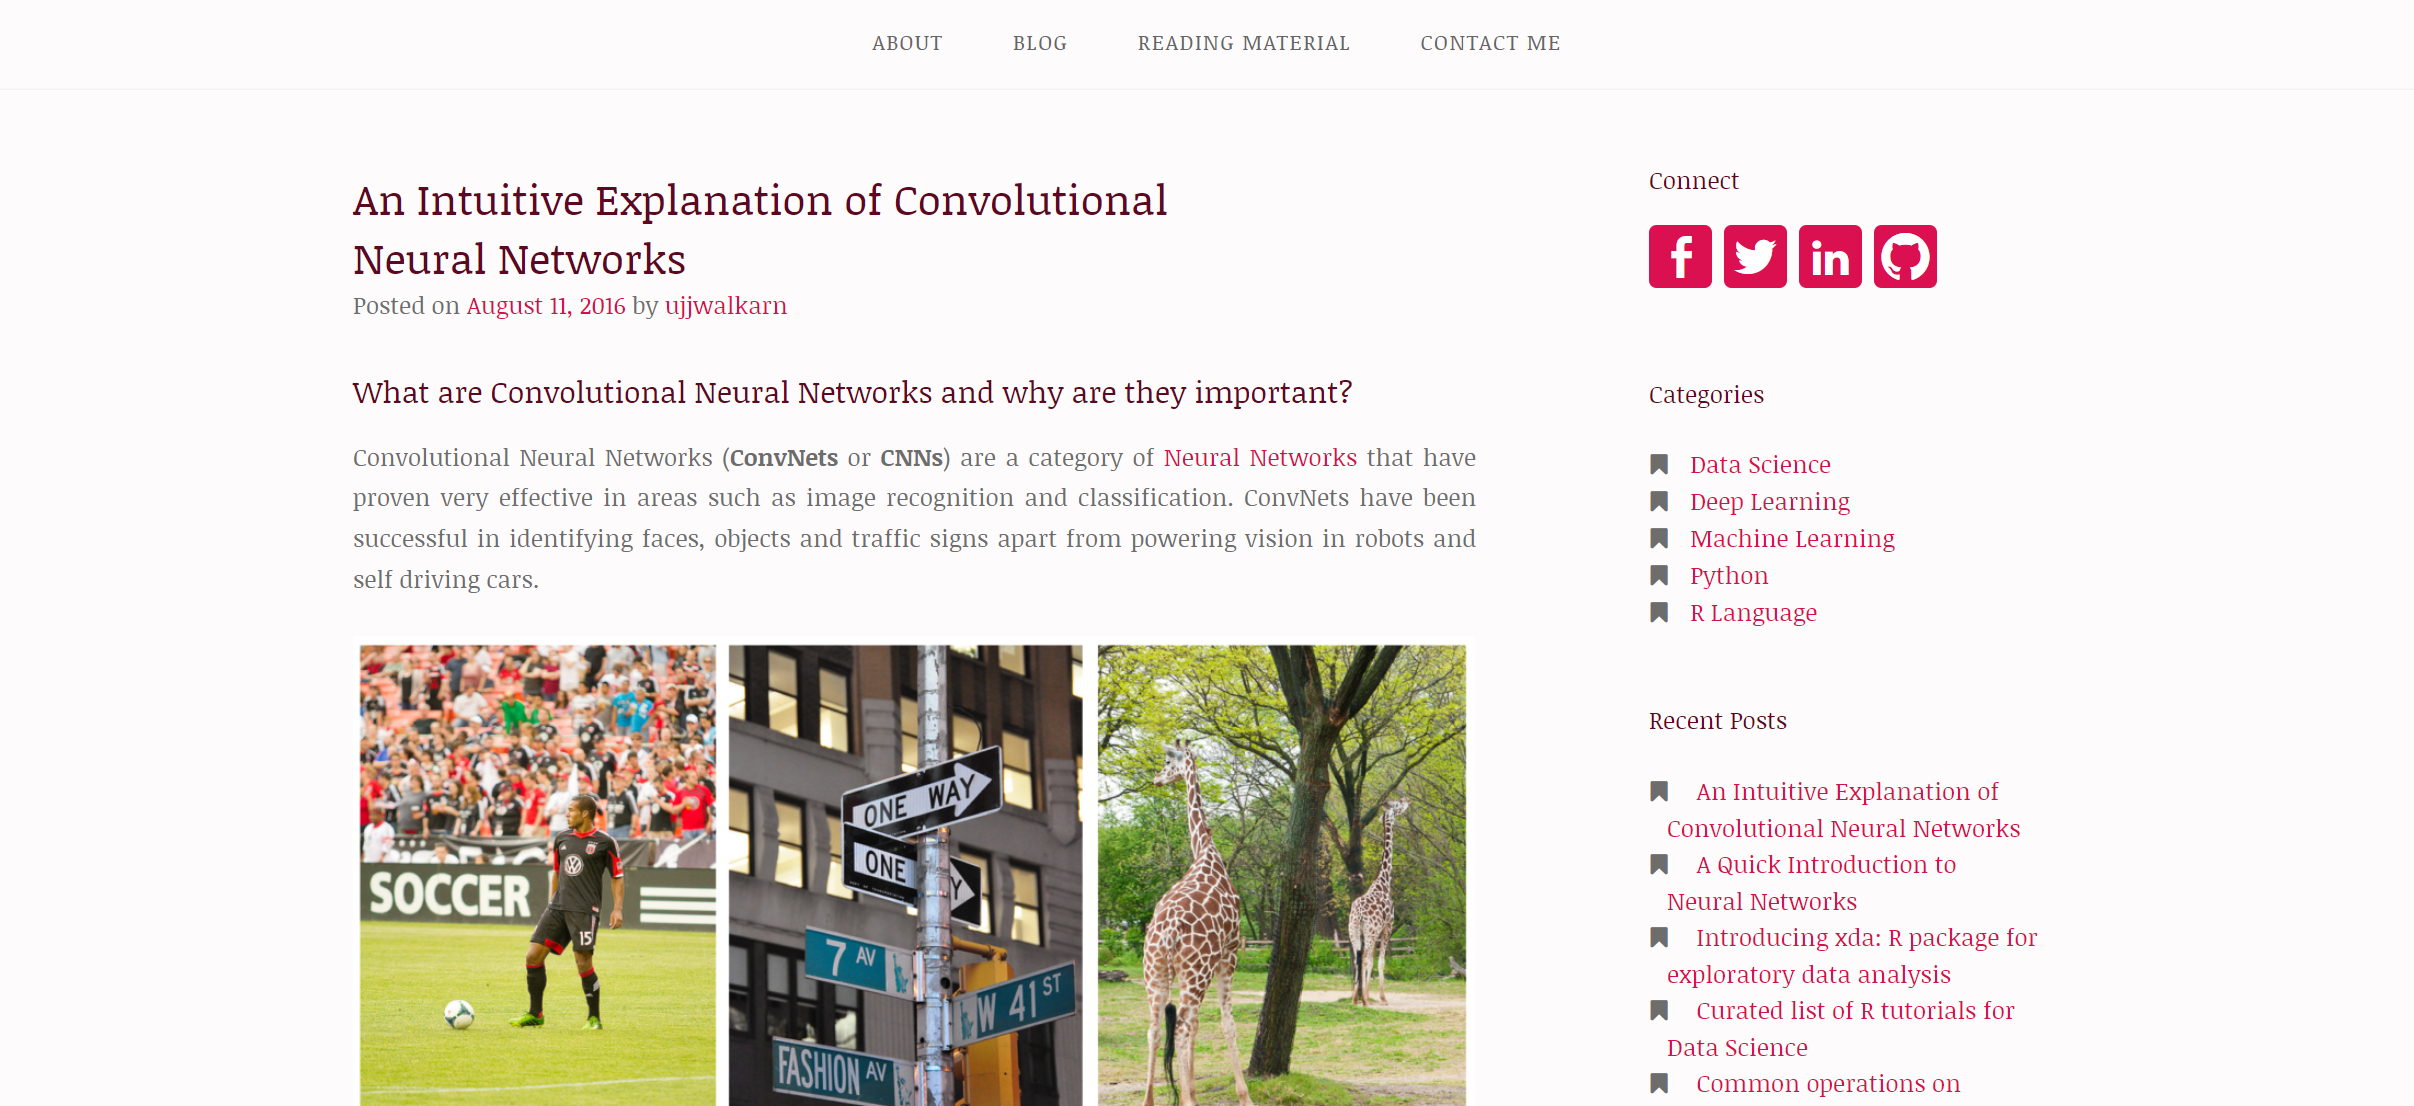 ABOUT BLOG READING MATERIAL CONTACT ME
An Intuitive Explanation of Convolutional
Neural Networks
Posted on August 11, 2016 by ujjwalkarn
What are Convolutional Neural Networks and why are they important?
Convolutional Neural Networks (ConvNets or CNNs) are a category of Neural Networks that have
proven very effective in areas such as image recognition and classification. ConvNets have been
successful in identifying faces, objects and traffic signs apart from powering vision in robots and
self driving cars.
SOCCER
15
ONE WAY
ONE
Y
7 AV
W 41 ST
FASHION AV
Connect
f
in
Categories
Data Science
Deep Learning
Machine Learning
Python
R Language
Recent Posts
An Intuitive Explanation of
Convolutional Neural Networks
A Quick Introduction to
Neural Networks
Introducing xda: R package for
exploratory data analysis
Curated list of R tutorials for
Data Science
Common operations on